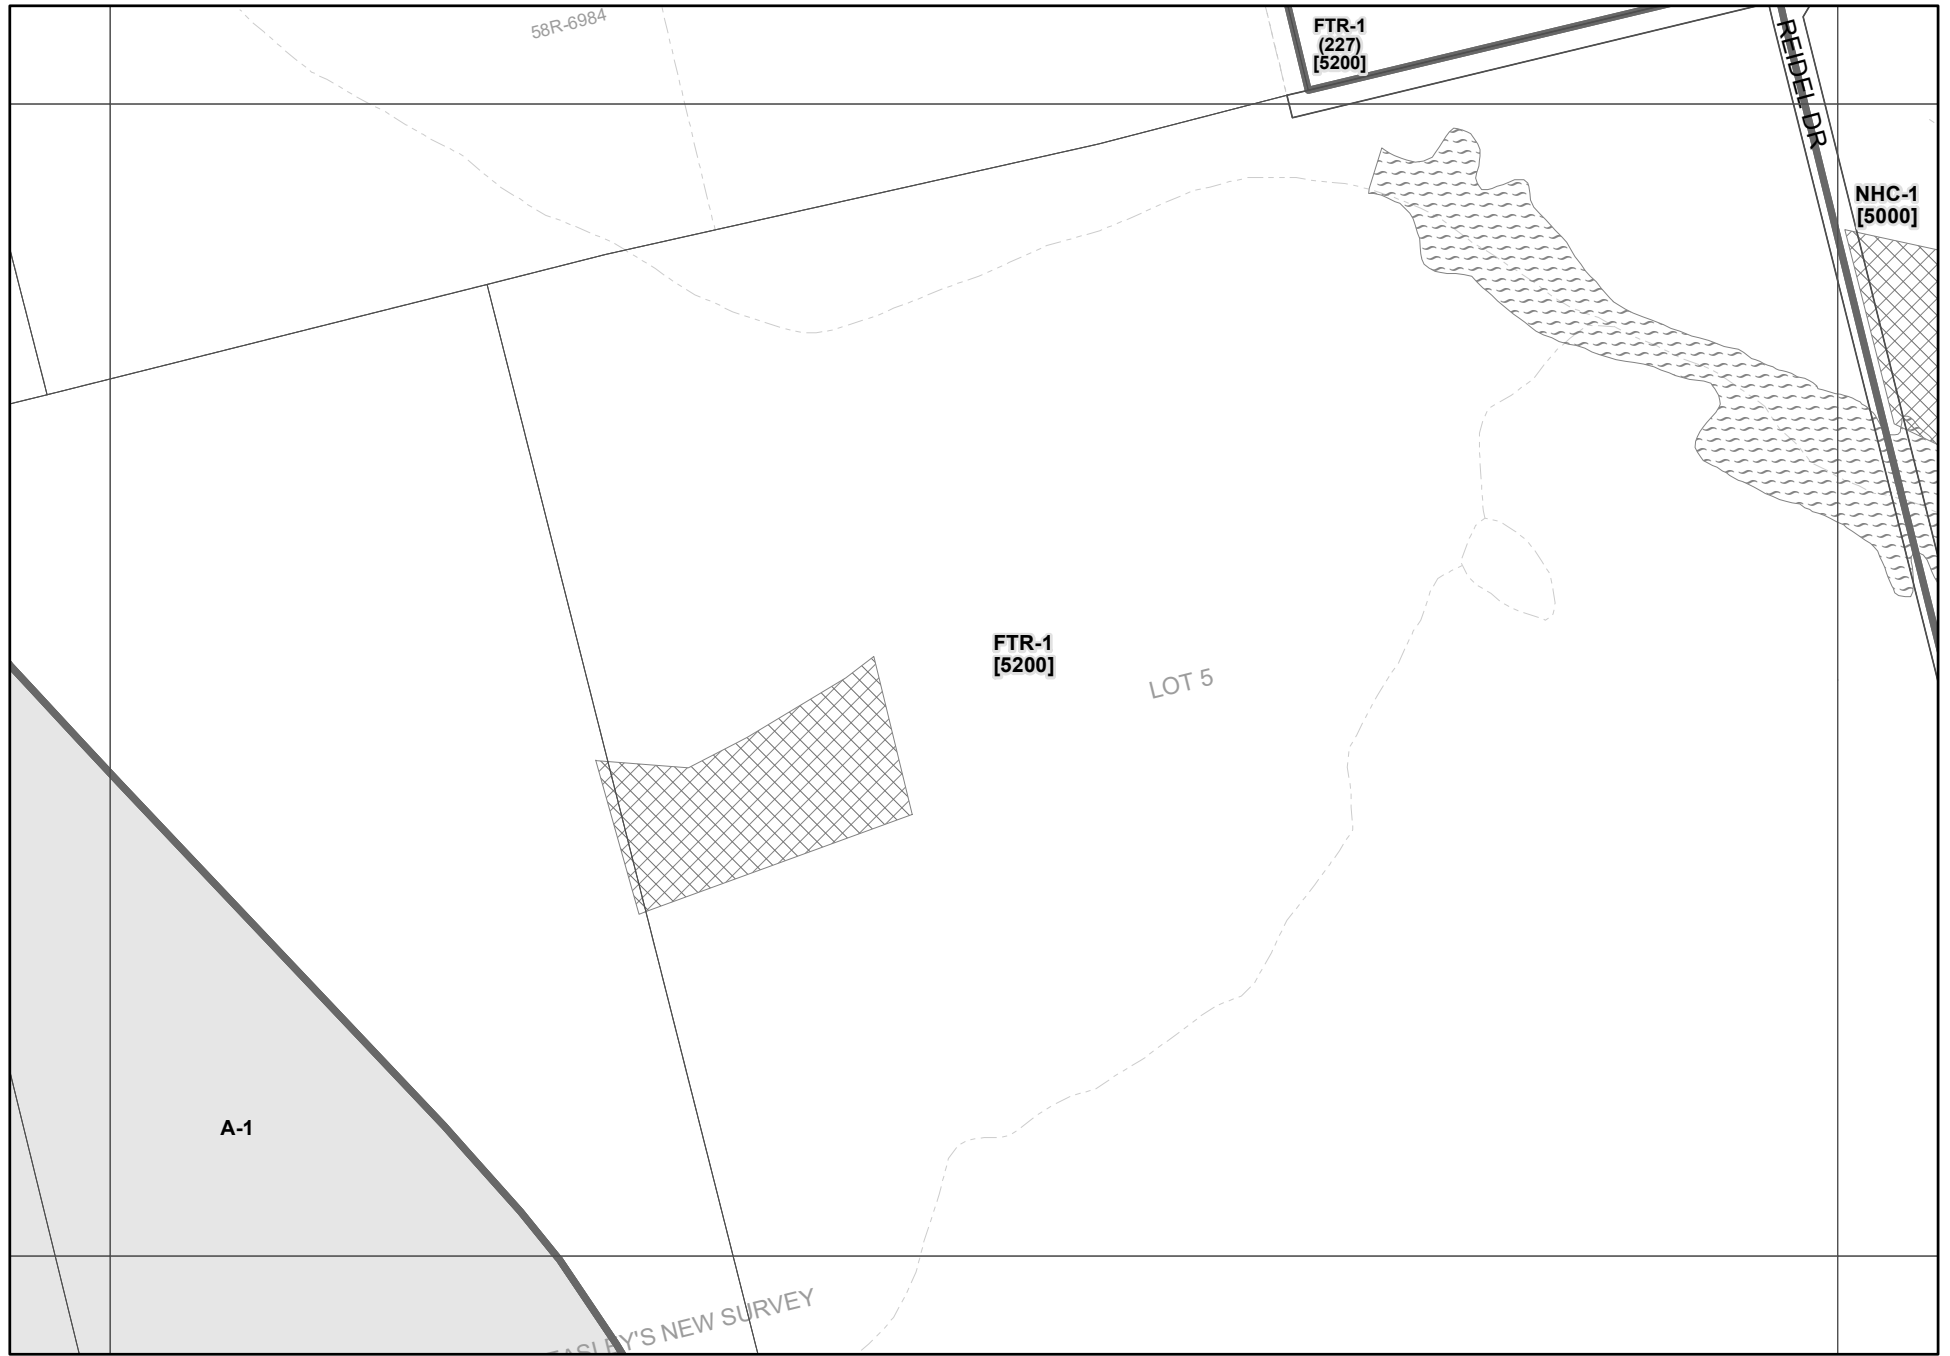 58R-6984
FTR-1
(227)
[5200]
REIDEL DR
NHC-1
[5000]
FTR-1
[5200]
LOT 5
A-1
NEW SURVEY